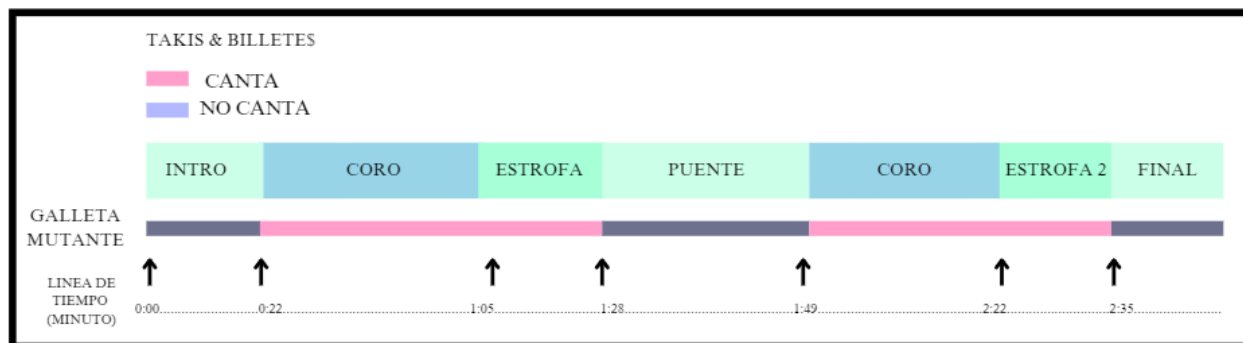 TAKIS & BILLETE$
CANTA
NO CANTA
INTRO CORO ESTROFA PUENTE CORO ESTROFA 2 FINAL
GALLETA
MUTANTE
LINEA DE
TIEMPO
(MINUTO)
0:00 0:22 1:05 1:28 1:49 2:22 2:35